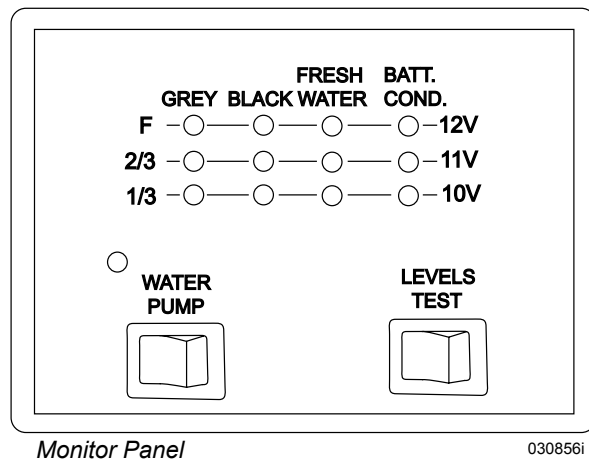 FRESH BATT.
GREY BLACK WATER COND.
F 12V
2/3 11V
1/3 10V
WATER
PUMP
LEVELS
TEST
Monitor Panel 030856i